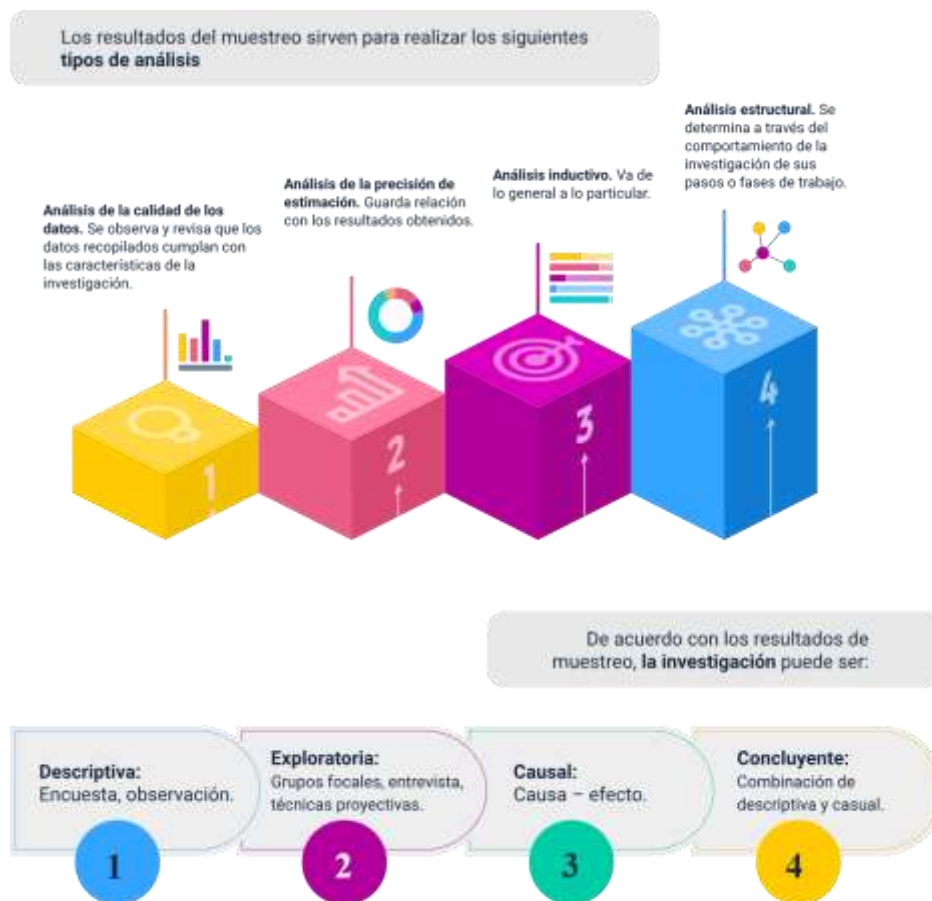 Los resultados del muestreo sirven para realizar los siguientes
tipos de análisis
Análisis de la calidad de los
datos. Se observa y revisa que los
datos recopilados cumplan con
las características de la
investigación.
Análisis de la precisión de
estimación. Guarda relación
con los resultados obtenidos.
Análisis inductivo. Va de
lo general a lo particular.
Análisis estructural. Se
determina a través del
comportamiento de la
investigación de sus
pasos o fases de trabajo.
1
2
3
4
De acuerdo con los resultados de
muestreo, la investigación puede ser:
Descriptiva:
Encuesta, observación.
1
Exploratoria:
Grupos focales, entrevista,
técnicas proyectivas.
2
Causal:
Causa – efecto.
3
Concluyente:
Combinación de
descriptiva y casual.
4